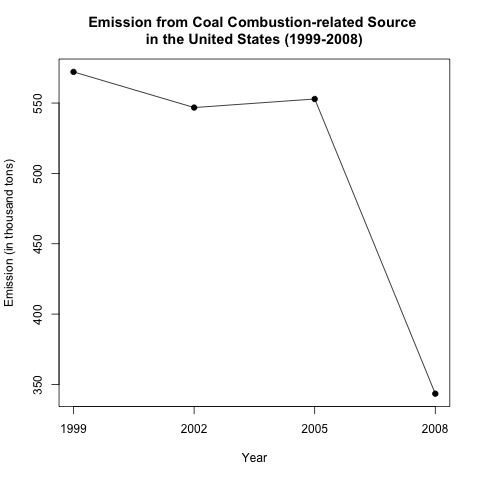 Emission from Coal Combustion-related Source
in the United States (1999-2008)
Emission (in thousand tons)
550
500
450
400
350
1999 2002 2005 2008
Year